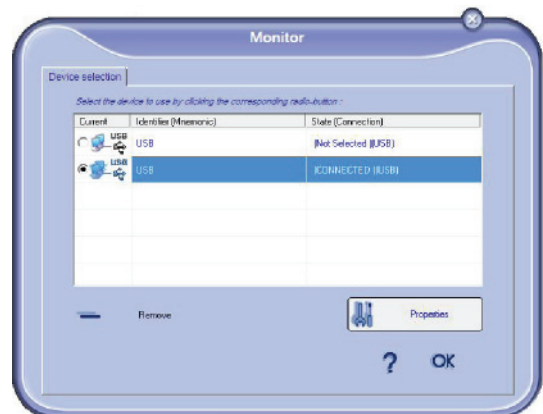 Monitor
Device selection
Select the device to use by clicking the corresponding radio-button :
Current Identifier (Mnemonic) State (Connection)
USB USB (Not Selected )(USB)
USB USB (CONNECTED )(USB)
Remove Properties
? OK